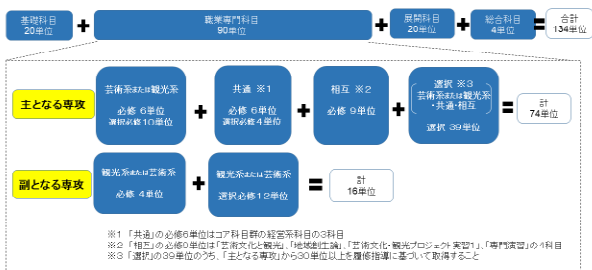 基礎科目
20単位
職業専門科目
90単位
展開科目
20単位
総合科目
4単位
合計
134単位
主となる専攻
芸術系または観光系
必修 6単位
選択必修10単位
共通 ※1
必修 6単位
選択必修4単位
相互 ※2
必修 9単位
選択 ※3
芸術系または観光系
・共通・相互
選択 39単位
計
74単位
副となる専攻
観光系または芸術系
必修 4単位
観光系または芸術系
選択必修12単位
計
16単位
※1 「共通」の必修6単位はコア科目群の経営系科目の3科目
※2 「相互」の必修9単位は「芸術文化と観光」、「地域創生論」、「芸術文化・観光プロジェクト実習1」、「専門演習」の4科目
※3 「選択」の39単位のうち、「主となる専攻」から30単位以上を履修指導に基づいて取得すること